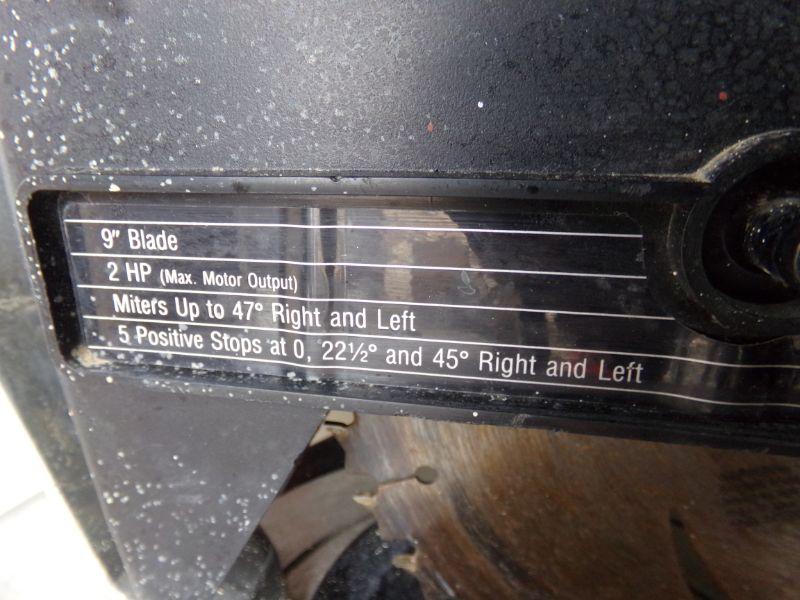 9" Blade
2 HP (Max. Motor Output)
Miters Up to 47° Right and Left
5 Positive Stops at 0, 22½° and 45° Right and Left